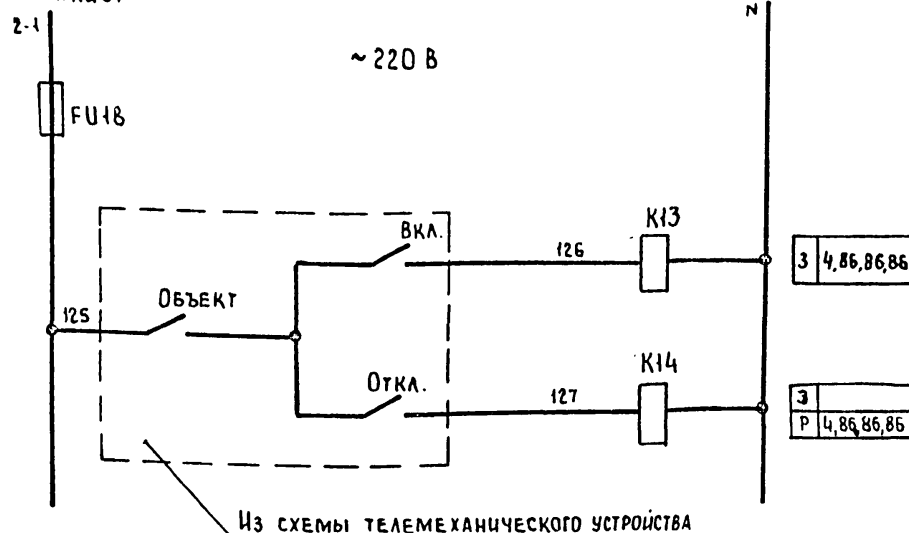 2-1
N
~ 220 В
FU18
ВКЛ.
126
К13
3 4,86,86,86
125
ОБЪЕКТ
ОТКЛ.
127
К14
З
Р 4,86,86,86
Из схемы телемеханического устройства